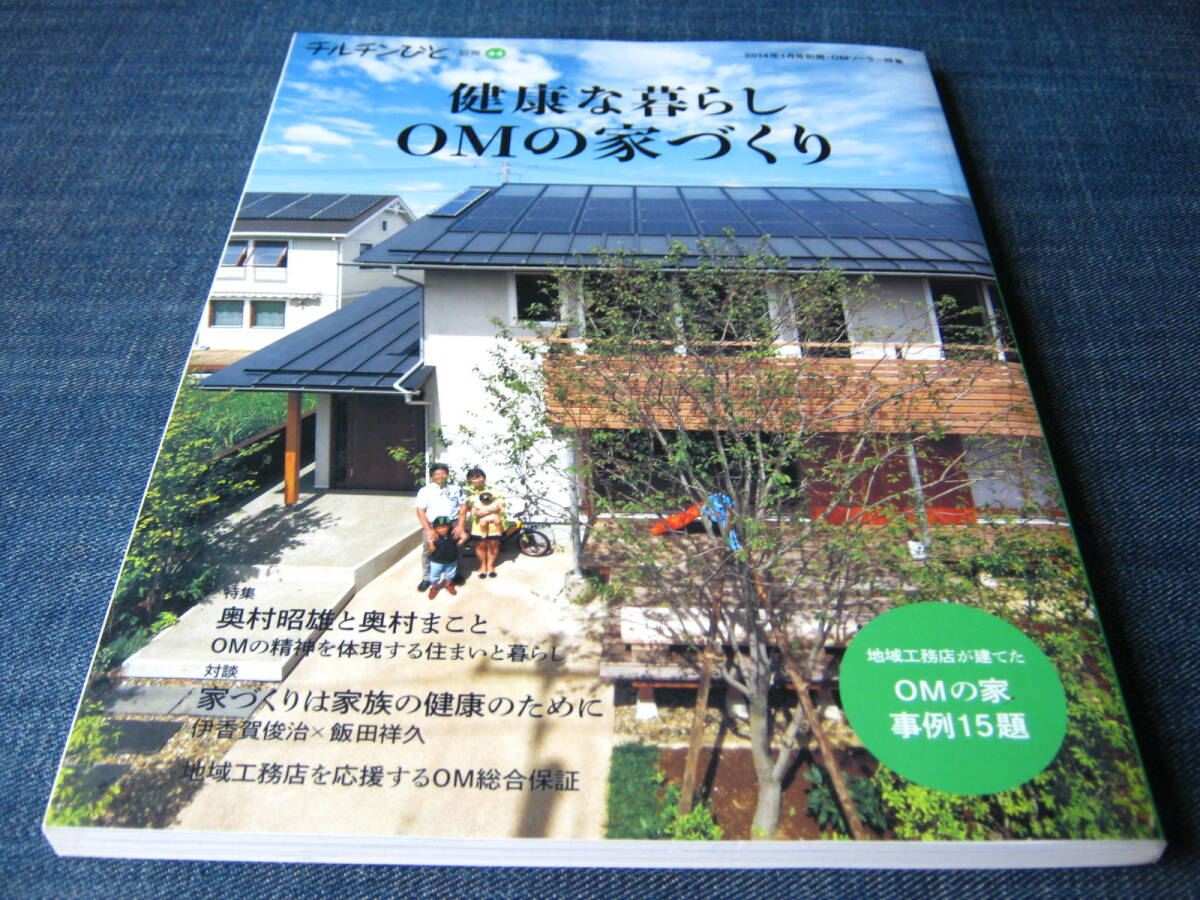 チルチンびと 別冊 44
2014年1月号別冊・OMソーラー特集
健康な暮らし
OMの家づくり
特集
奥村昭雄と奥村まこと
OMの精神を体現する住まいと暮らし
対談
家づくりは家族の健康のために
伊香賀俊治×飯田祥久
地域工務店を応援するOM総合保証
地域工務店が建てた
OMの家
事例15題